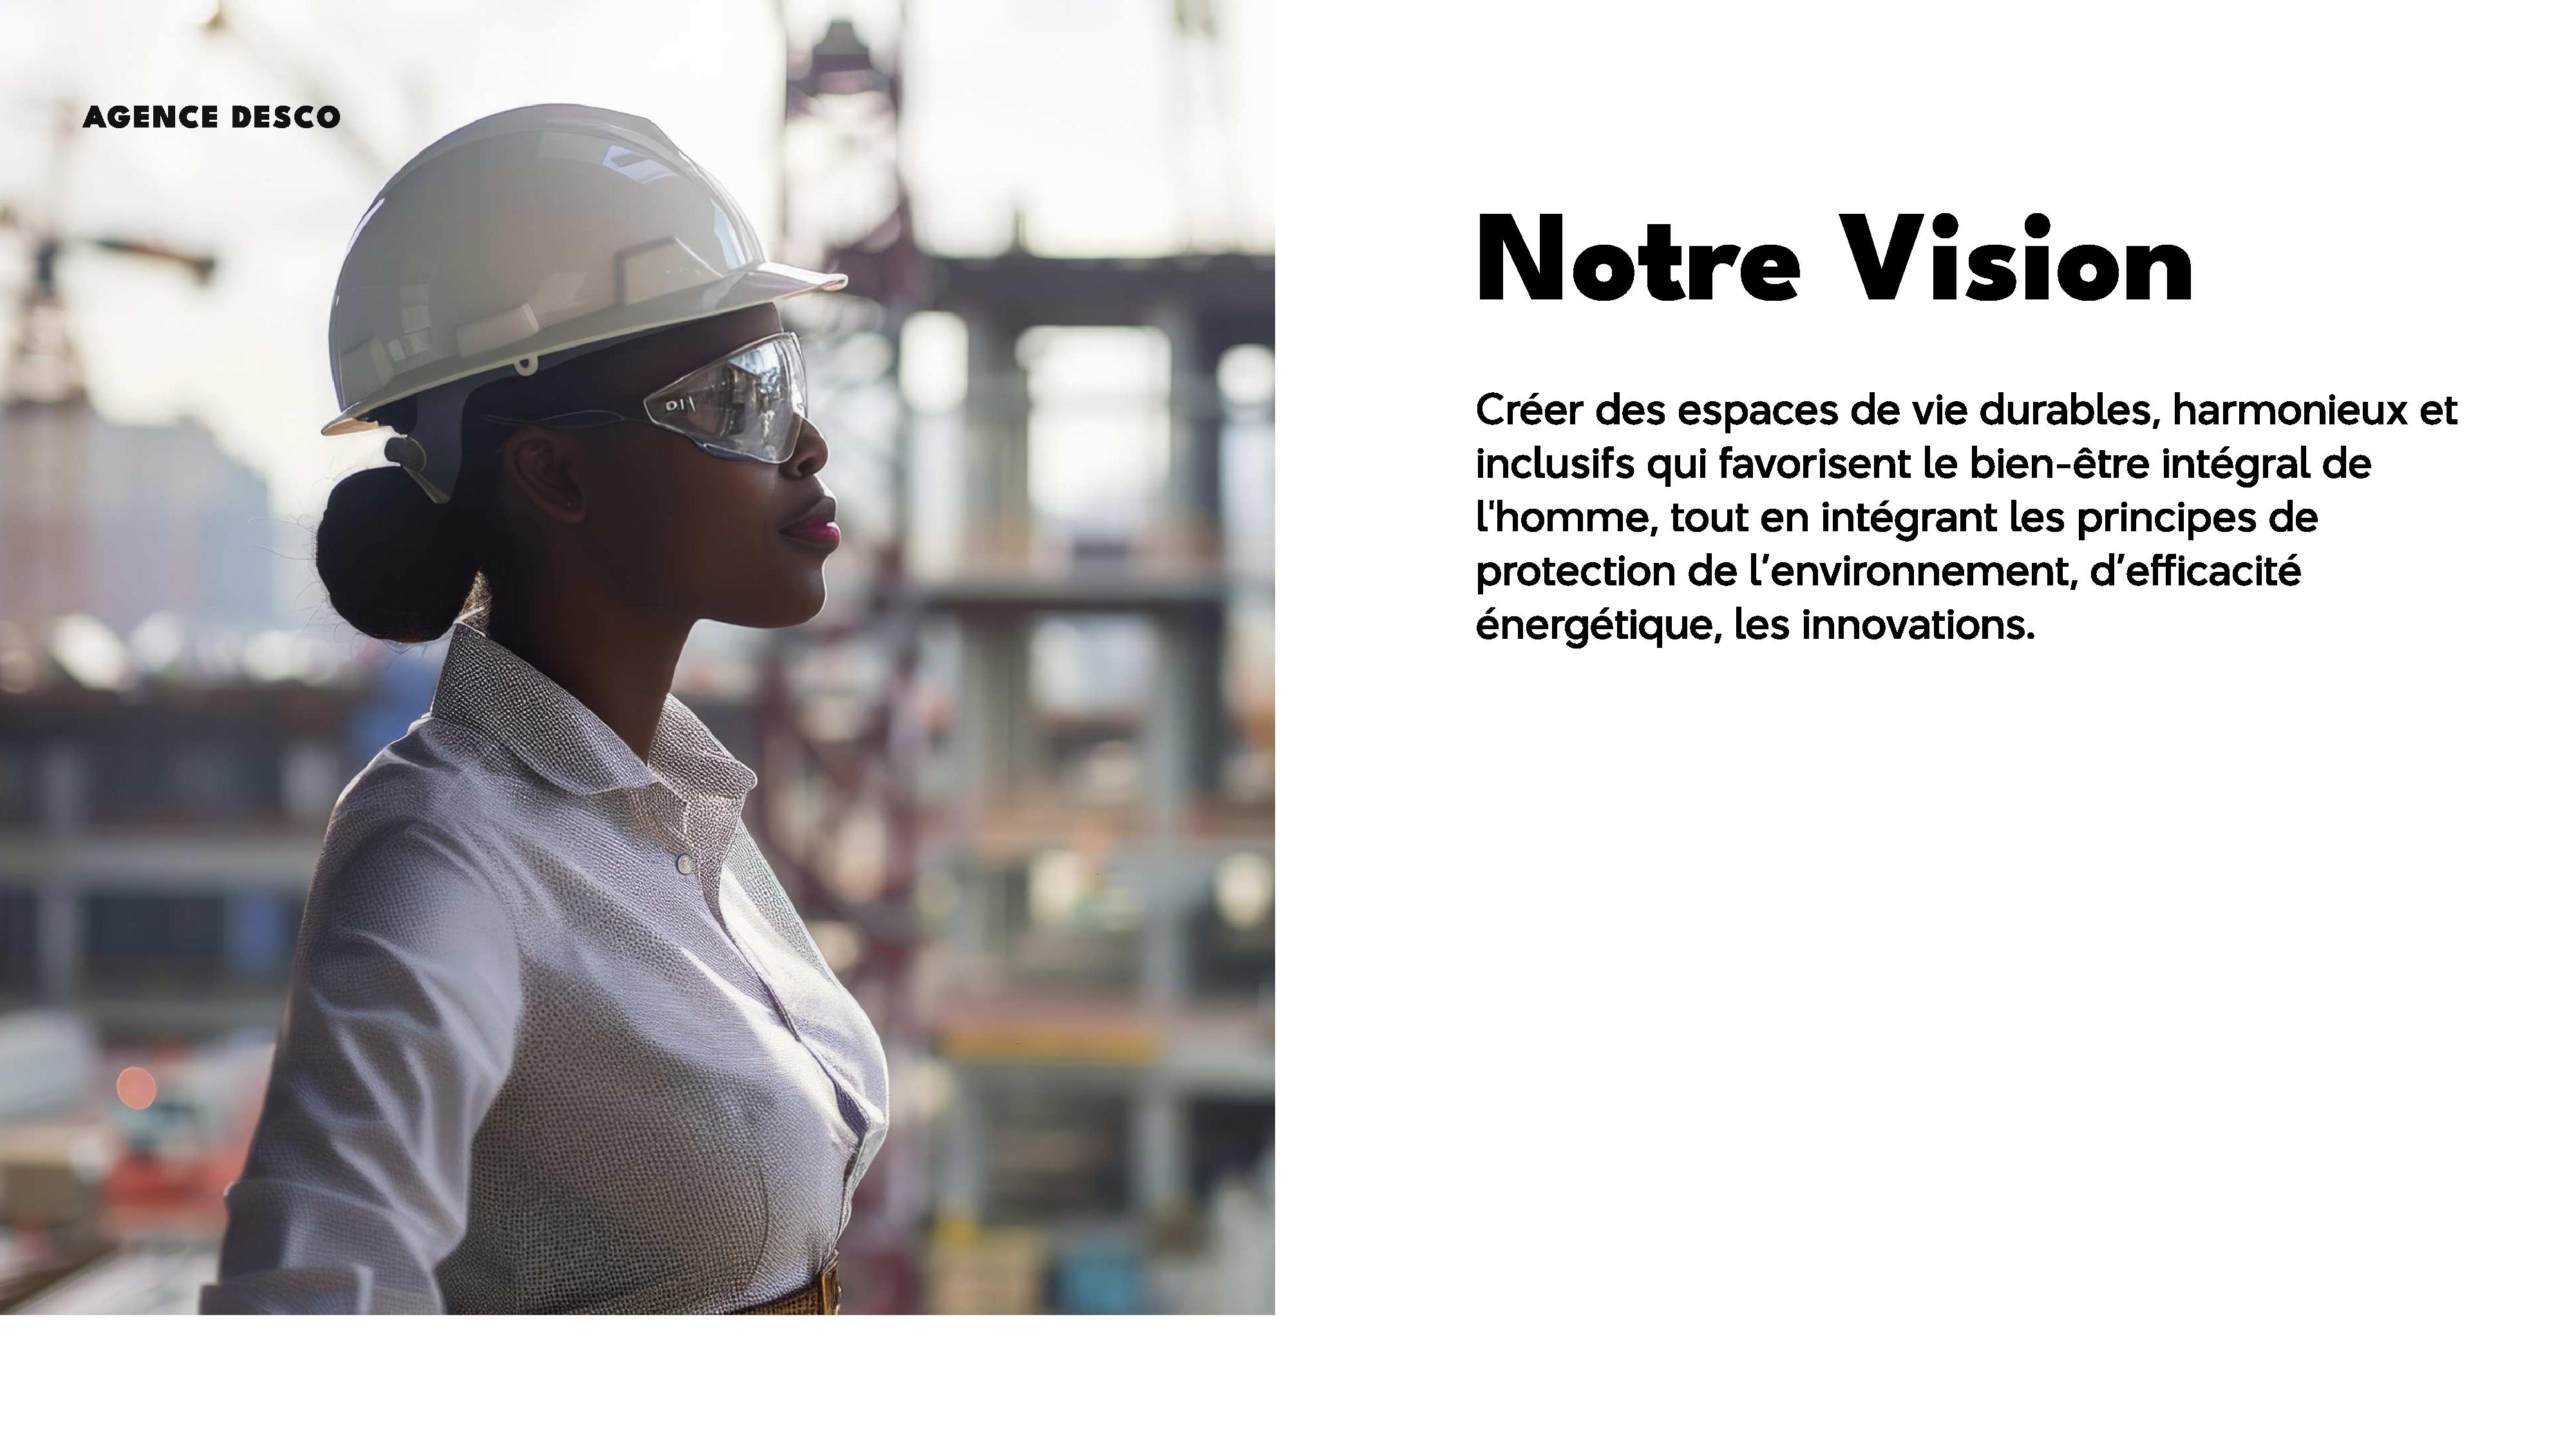 AGENCE DESCO
Notre Vision
Créer des espaces de vie durables, harmonieux et
inclusifs qui favorisent le bien-être intégral de
l'homme, tout en intégrant les principes de
protection de l’environnement, d’efficacité
énergétique, les innovations.